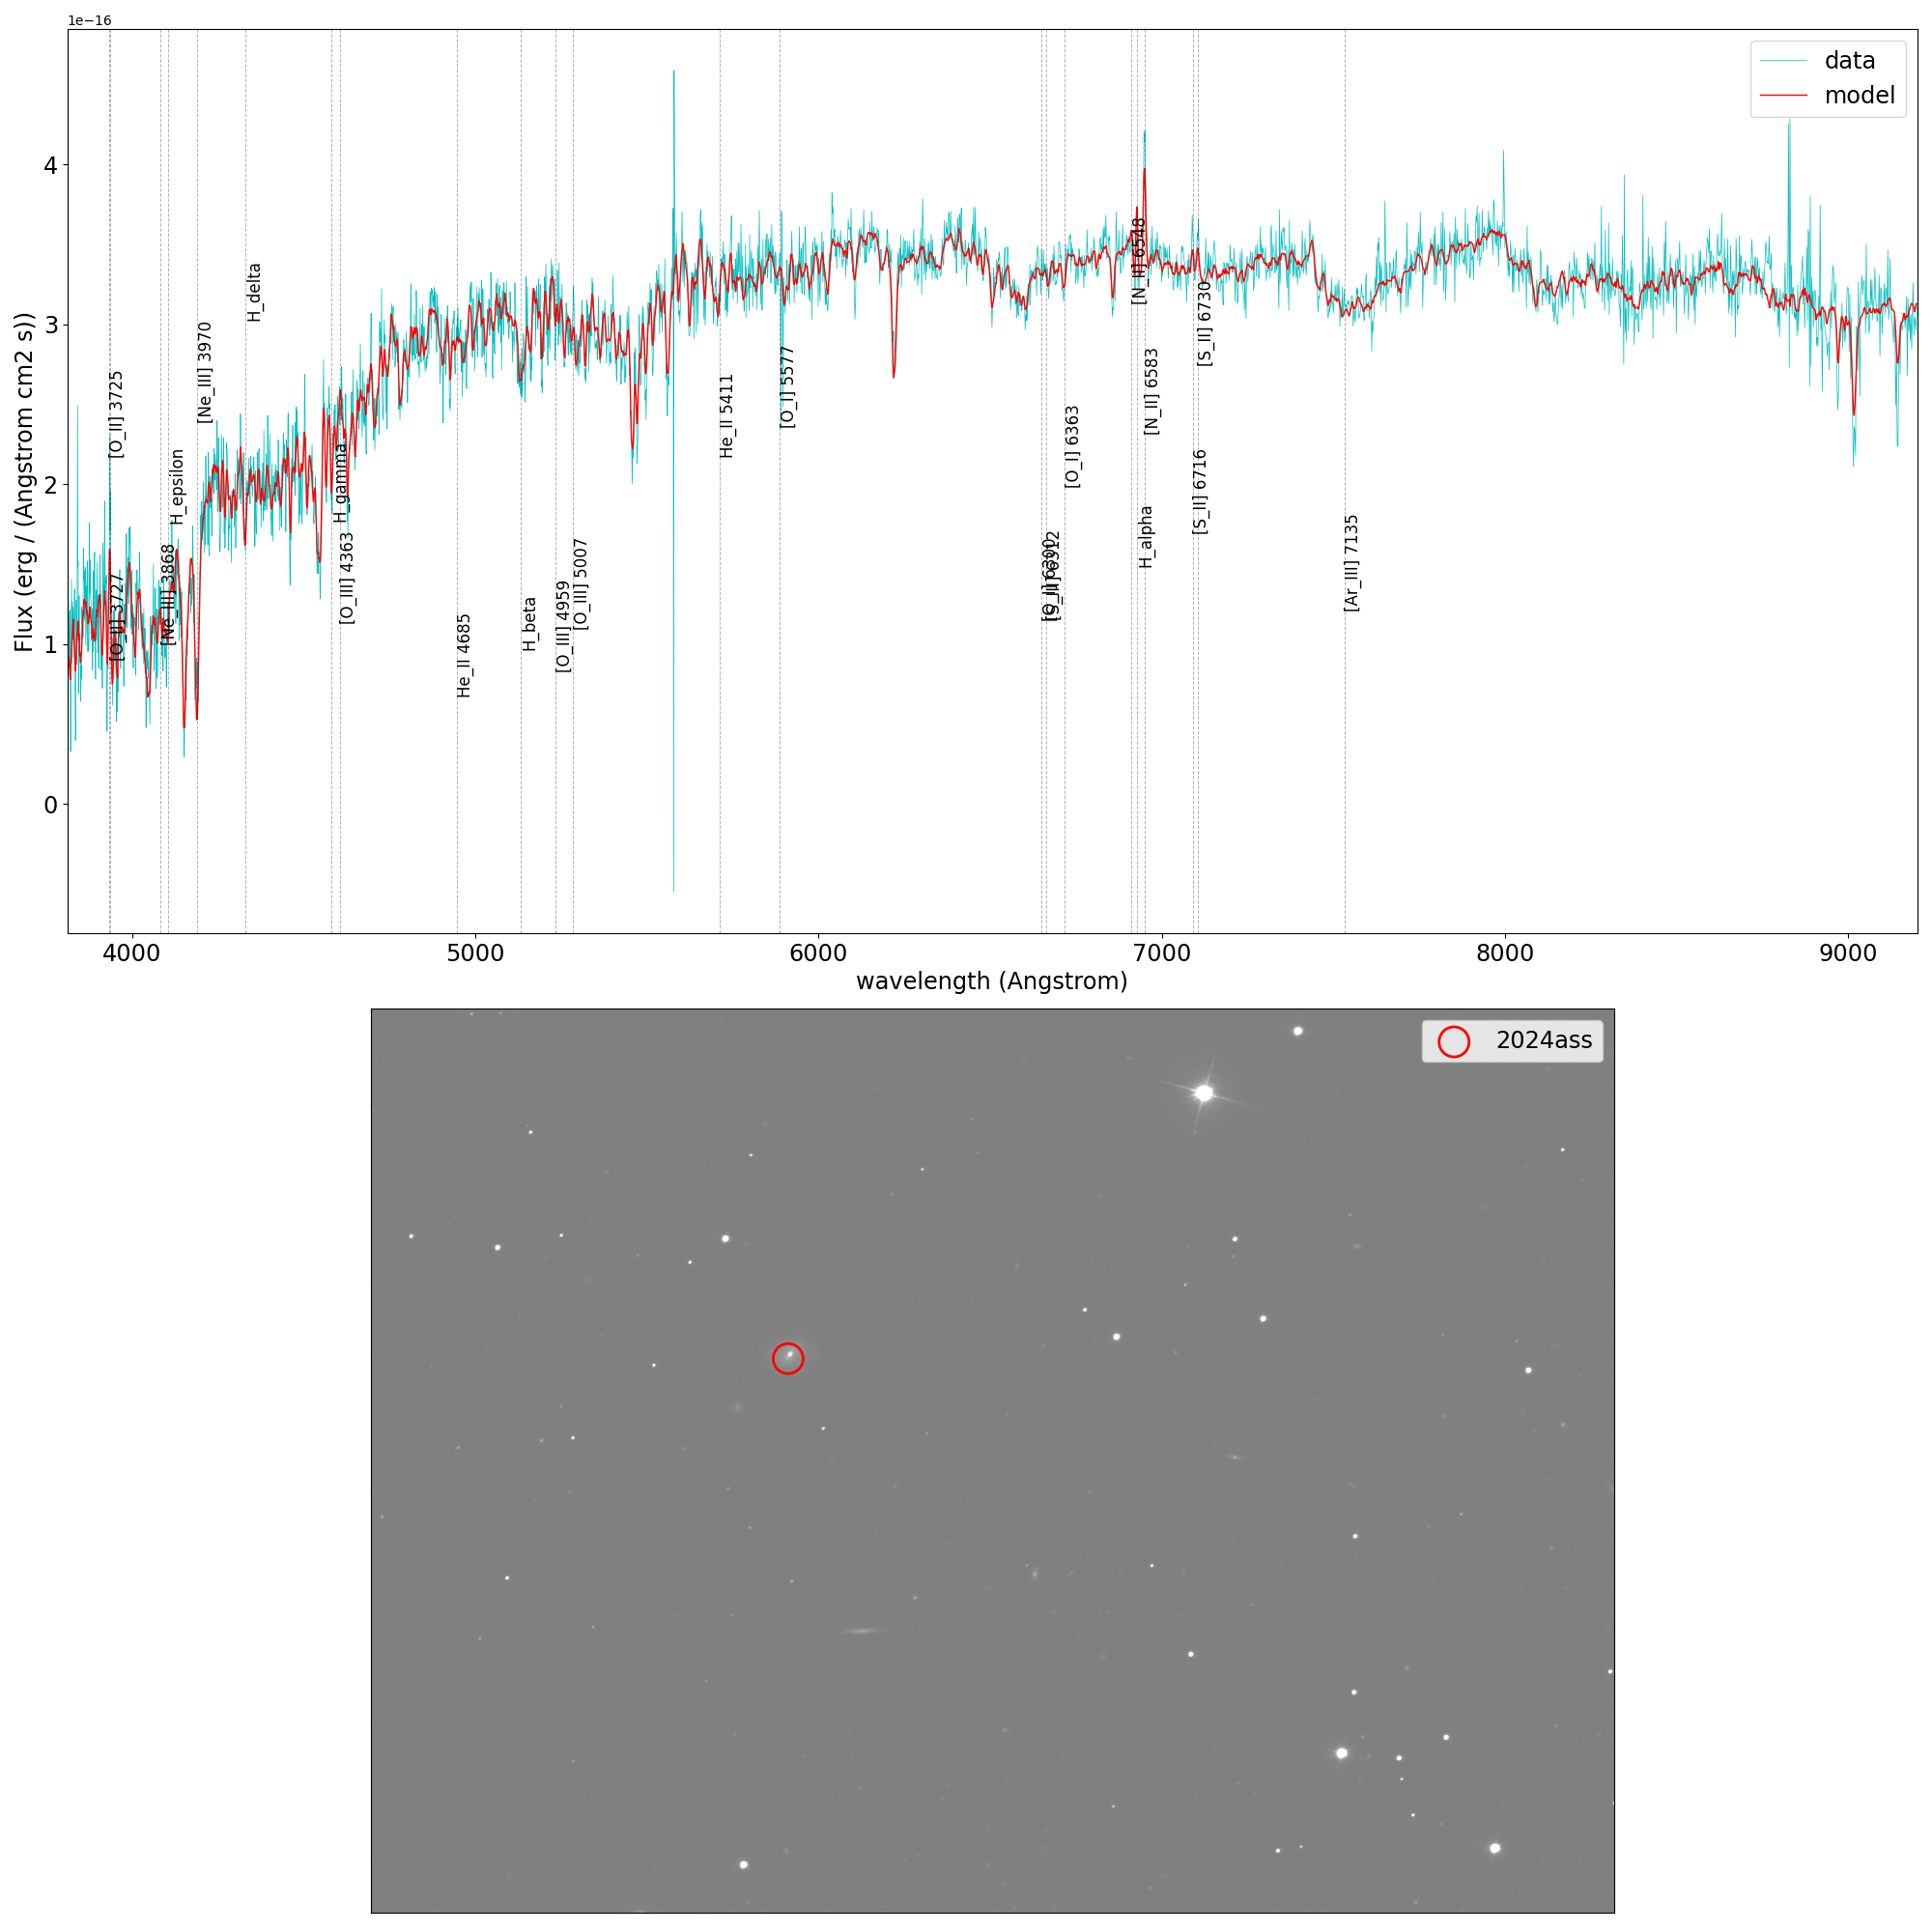 1e−16
data
model
4
3
2
1
0
Flux (erg / (Angstrom cm2 s))
[O_II] 3725
[O_II] 3727
[Ne_III] 3868
H_epsilon
[Ne_III] 3970
H_delta
H_gamma
[O_III] 4363
He_II 4685
H_beta
[O_III] 4959
[O_III] 5007
He_II 5411
[O_I] 5577
[O_I] 6300
[S_III] 6312
[O_I] 6363
[N_II] 6548
H_alpha
[N_II] 6583
[S_II] 6716
[S_II] 6730
[Ar_III] 7135
4000
5000
6000
7000
8000
9000
wavelength (Angstrom)
2024ass